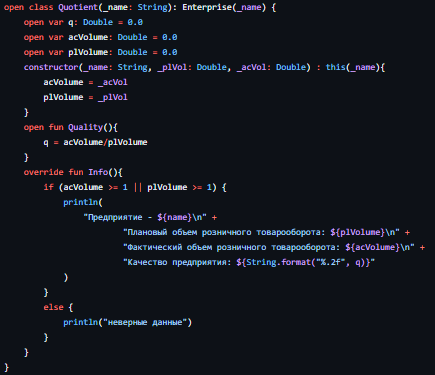 open class Quotient(_name: String): Enterprise(_name) {
    open var q: Double = 0.0
    open var acVolume: Double = 0.0
    open var plVolume: Double = 0.0
    constructor(_name: String, _plVol: Double, _acVol: Double) : this(_name){
        acVolume = _acVol
        plVolume = _plVol
    }
    open fun Quality(){
        q = acVolume/plVolume
    }
    override fun Info(){
        if (acVolume >= 1 || plVolume >= 1) {
            println(
                "Предприятие - ${name}\n" +
                        "Плановый объем розничного товарооборота: ${plVolume}\n" +
                        "Фактический объем розничного товарооборота: ${acVolume}\n" +
                        "Качество предприятия: ${String.format("%.2f", q)}"
            )
        }
        else {
            println("неверные данные")
        }
    }
}